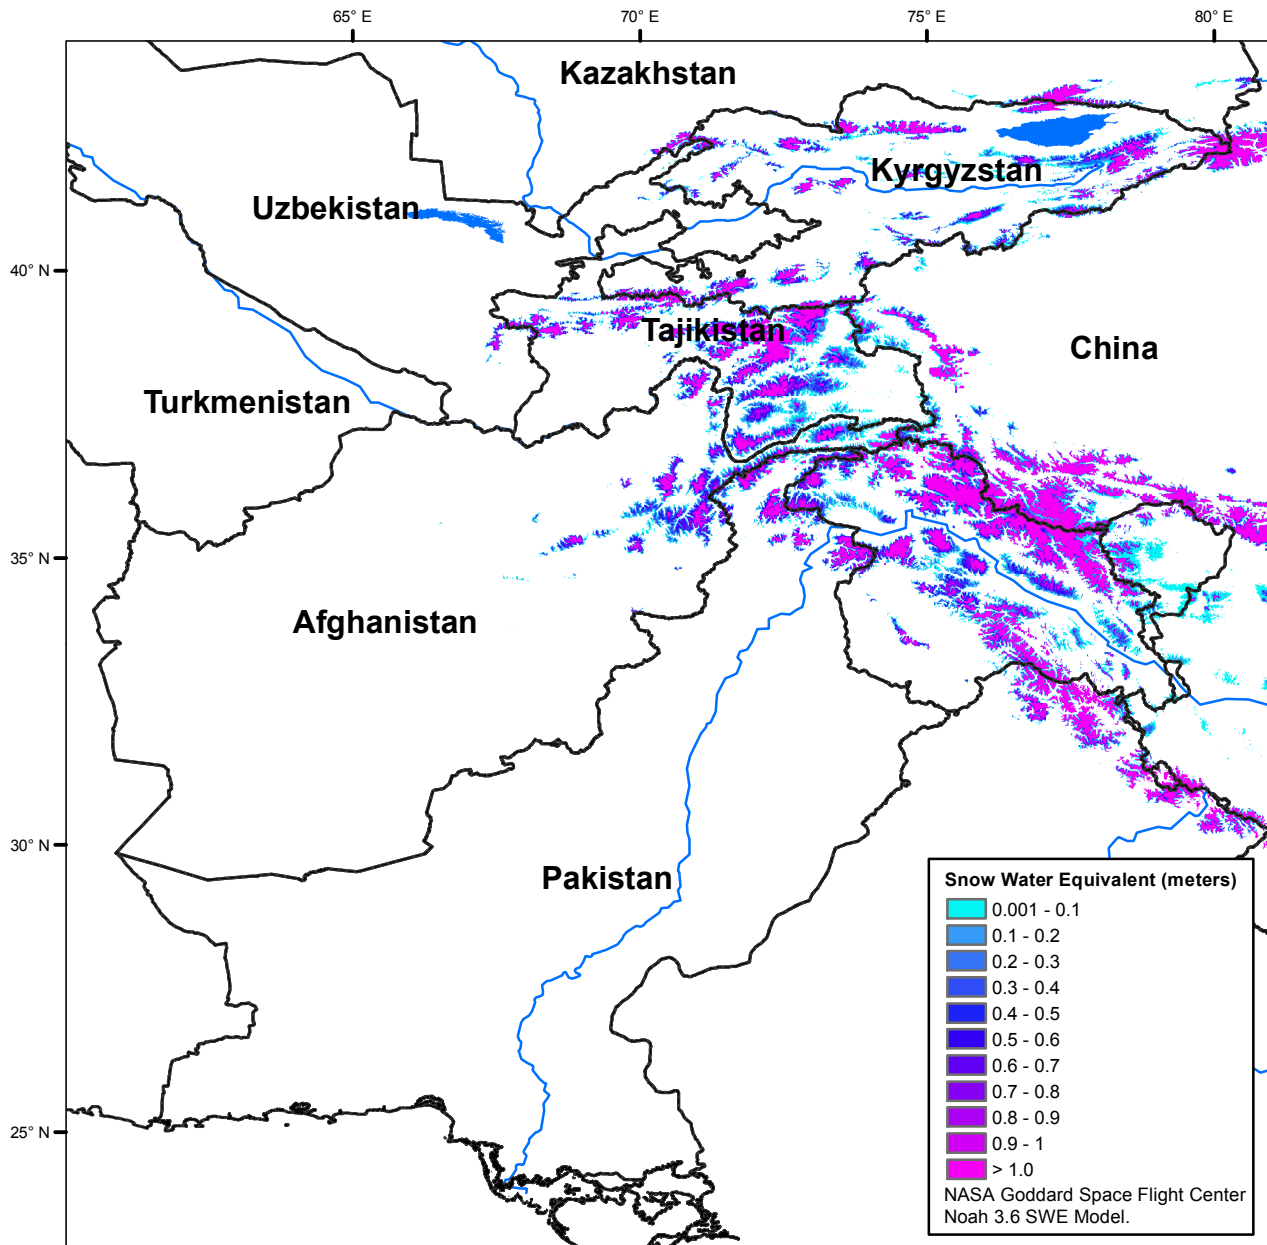 65° E
70° E
75° E
80° E
Kazakhstan
Kyrgyzstan
Uzbekistan
40° N
Tajikistan
China
Turkmenistan
35° N
Afghanistan
30° N
Pakistan
25° N
Snow Water Equivalent (meters)
0.001 - 0.1
0.1 - 0.2
0.2 - 0.3
0.3 - 0.4
0.4 - 0.5
0.5 - 0.6
0.6 - 0.7
0.7 - 0.8
0.8 - 0.9
0.9 - 1
> 1.0
NASA Goddard Space Flight Center
Noah 3.6 SWE Model.